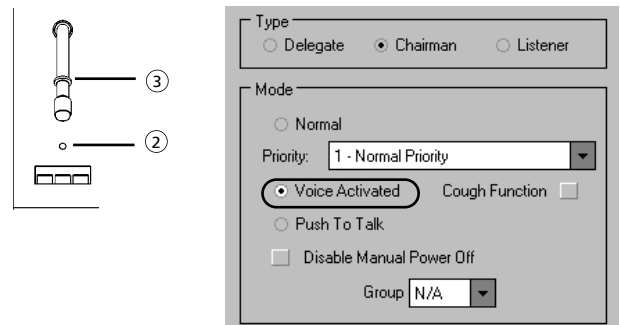 ③
②
Type
Delegate Chairman Listener
Mode
Normal
Priority: 1 - Normal Priority
Voice Activated Cough Function
Push To Talk
Disable Manual Power Off
Group N/A